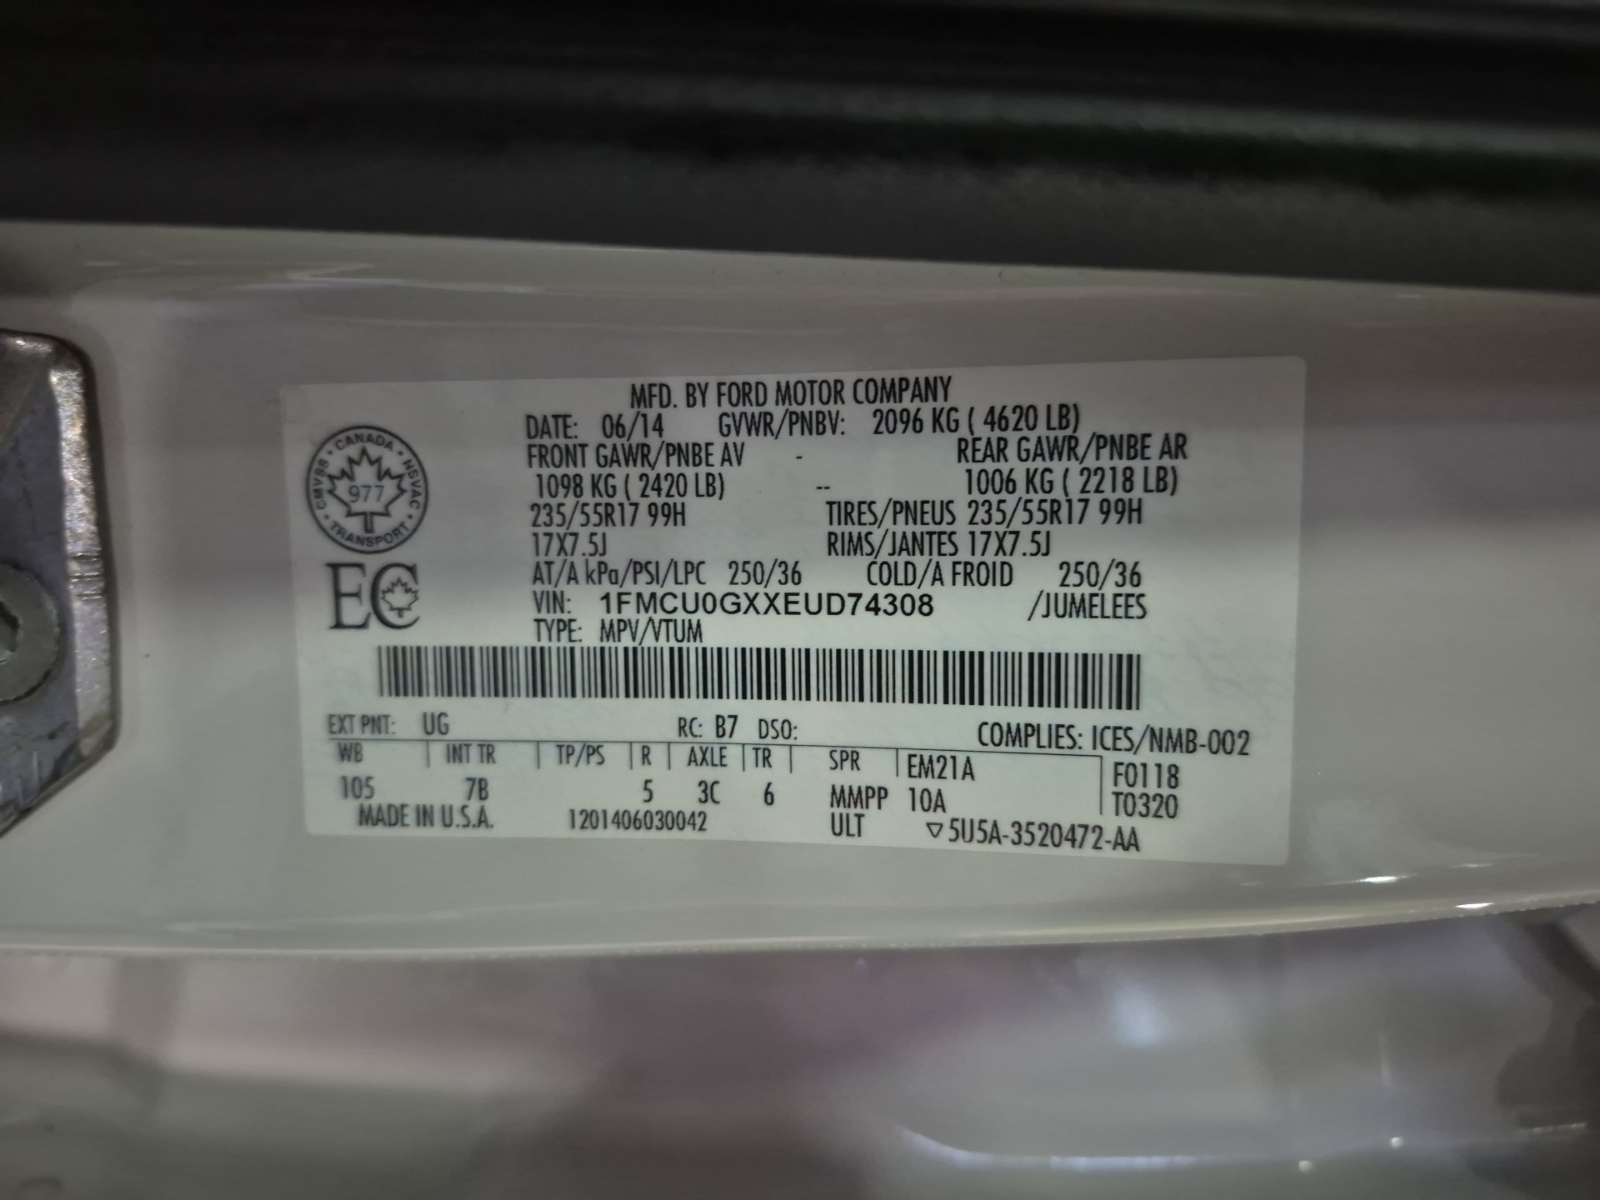 MFD. BY FORD MOTOR COMPANY
DATE: 06/14 GVWR/PNBV: 2096 KG ( 4620 LB)
FRONT GAWR/PNBE AV - REAR GAWR/PNBE AR
1098 KG ( 2420 LB) -- 1006 KG ( 2218 LB)
235/55R17 99H TIRES/PNEUS 235/55R17 99H
17X7.5J RIMS/JANTES 17X7.5J
AT/A kPa/PSI/LPC 250/36 COLD/A FROID 250/36
VIN: 1FMCU0GXXEUD74308 /JUMELEES
TYPE: MPV/VTUM
CANADA
CMVSS • NSVAC
977
TRANSPORT
EC
EXT PNT: UG RC: B7 DSO: COMPLIES: ICES/NMB-002
WB INT TR TP/PS R AXLE TR SPR EM21A F0118
105 7B 5 3C 6 MMPP 10A T0320
MADE IN U.S.A. 1201406030042 ULT ▽5U5A-3520472-AA